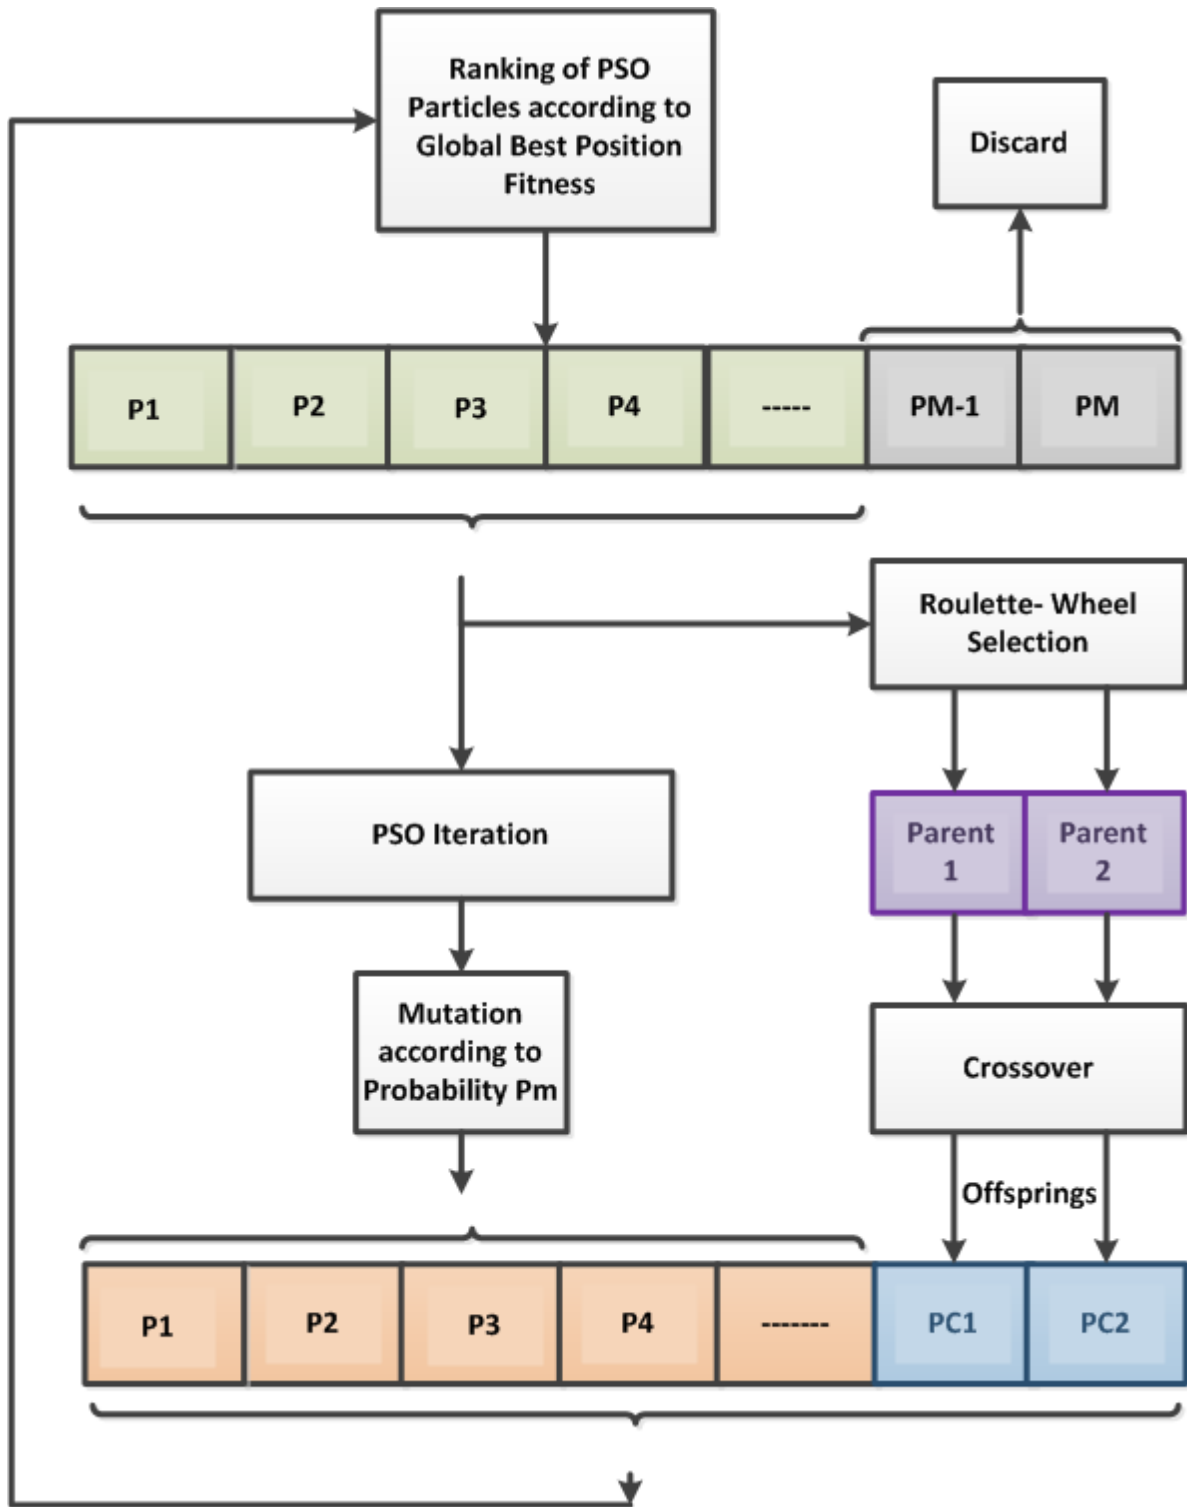 Ranking of PSO
Particles according to
Global Best Position
Fitness
Discard
P1
P2
P3
P4
-----
PM-1
PM
Roulette- Wheel
Selection
PSO Iteration
Parent
1
Parent
2
Mutation
according to
Probability Pm
Crossover
Offsprings
P1
P2
P3
P4
-------
PC1
PC2